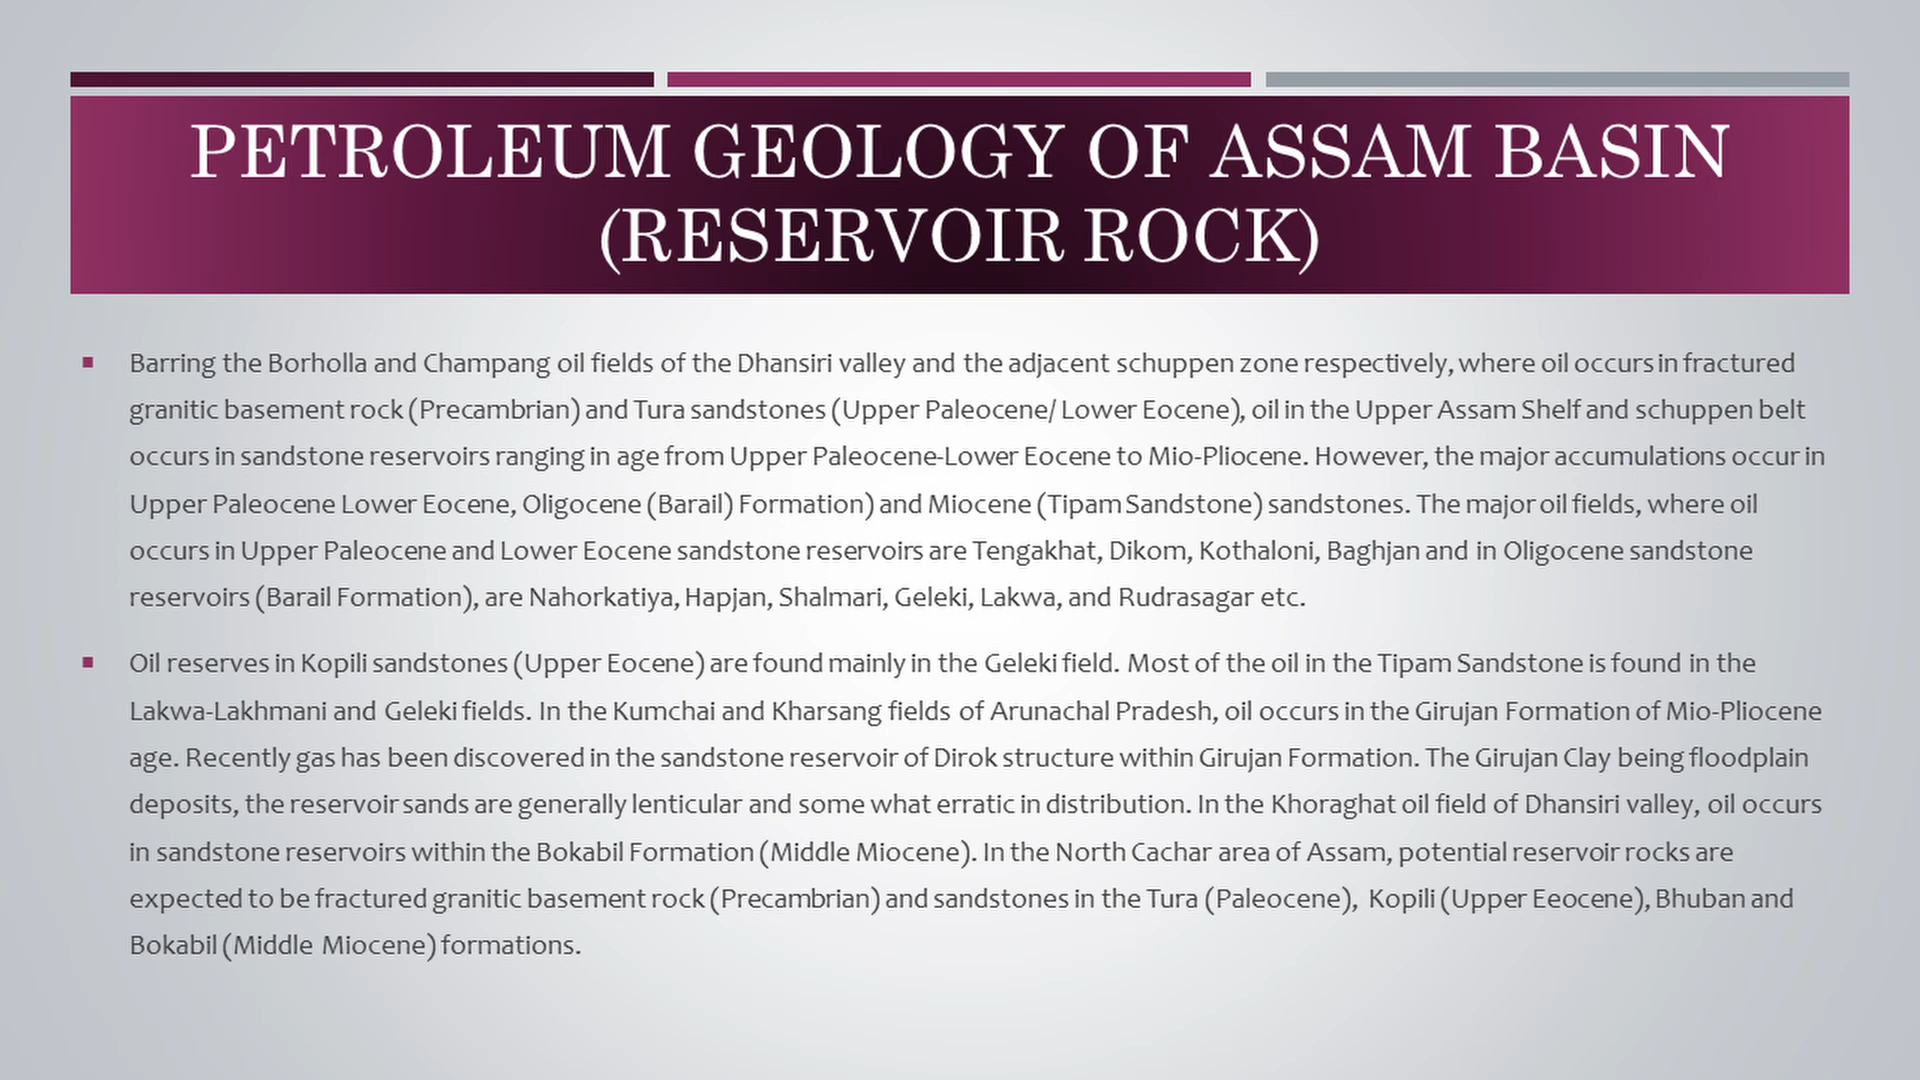 PETROLEUM GEOLOGY OF ASSAM BASIN
(RESERVOIR ROCK)
Barring the Borholla and Champang oil fields of the Dhansiri valley and the adjacent schuppen zone respectively, where oil occurs in fractured
granitic basement rock (Precambrian) and Tura sandstones (Upper Paleocene/ Lower Eocene), oil in the Upper Assam Shelf and schuppen belt
occurs in sandstone reservoirs ranging in age from Upper Paleocene-Lower Eocene to Mio-Pliocene. However, the major accumulations occur in
Upper Paleocene Lower Eocene, Oligocene (Barail) Formation) and Miocene (Tipam Sandstone) sandstones. The major oil fields, where oil
occurs in Upper Paleocene and Lower Eocene sandstone reservoirs are Tengakhat, Dikom, Kothaloni, Baghjan and in Oligocene sandstone
reservoirs (Barail Formation), are Nahorkatiya, Hapjan, Shalmari, Geleki, Lakwa, and Rudrasagar etc.
Oil reserves in Kopili sandstones (Upper Eocene) are found mainly in the Geleki field. Most of the oil in the Tipam Sandstone is found in the
Lakwa-Lakhmani and Geleki fields. In the Kumchai and Kharsang fields of Arunachal Pradesh, oil occurs in the Girujan Formation of Mio-Pliocene
age. Recently gas has been discovered in the sandstone reservoir of Dirok structure within Girujan Formation. The Girujan Clay being floodplain
deposits, the reservoir sands are generally lenticular and some what erratic in distribution. In the Khoraghat oil field of Dhansiri valley, oil occurs
in sandstone reservoirs within the Bokabil Formation (Middle Miocene). In the North Cachar area of Assam, potential reservoir rocks are
expected to be fractured granitic basement rock (Precambrian) and sandstones in the Tura (Paleocene), Kopili (Upper Eeocene), Bhuban and
Bokabil (Middle Miocene) formations.